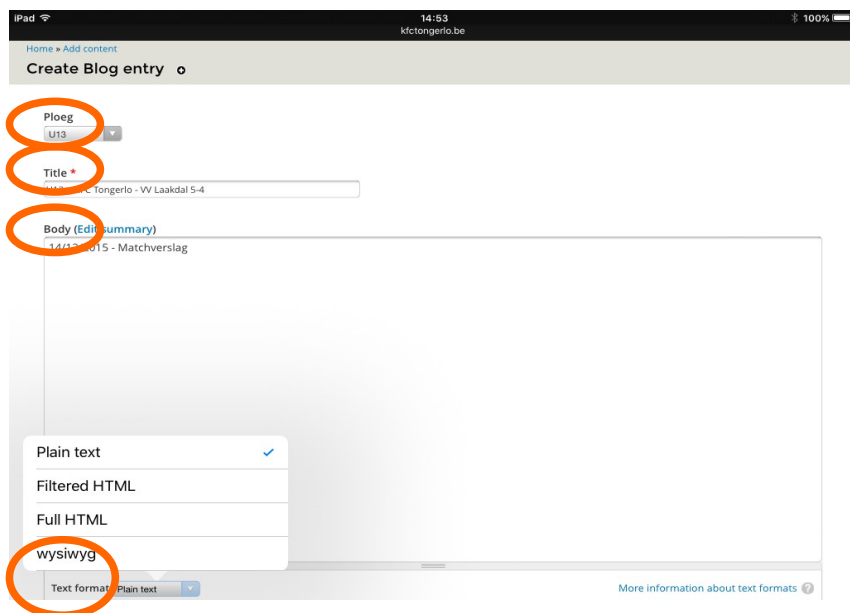 iPad 14:53 100%
kfctongerlo.be
Home » Add content
Create Blog entry
Ploeg
U13
Title *
Tongerlo - VV Laakdal 5-4
Body (Edit summary)
2015 - Matchverslag
Plain text
Filtered HTML
Full HTML
wysiwyg
Text format Plain text More information about text formats ?